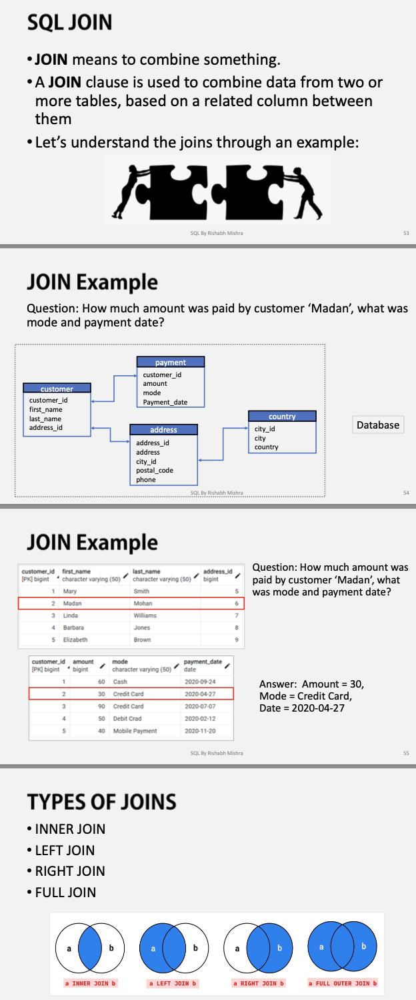 SQL JOIN
• JOIN means to combine something.
• A JOIN clause is used to combine data from two or
more tables, based on a related column between
them
• Let’s understand the joins through an example:
SQL By Rishabh Mishra 53
JOIN Example
Question: How much amount was paid by customer ‘Madan’, what was
mode and payment date?
payment
customer_id
amount
mode
Payment_date
customer
customer_id
first_name
last_name
address_id
address
address_id
address
city_id
postal_code
phone
country
city_id
city
country
Database
SQL By Rishabh Mishra 54
JOIN Example
customer_id first_name last_name address_id
[PK] bigint character varying (50) character varying (50) bigint
1 Mary Smith 5
2 Madan Mohan 6
3 Linda Williams 7
4 Barbara Jones 8
5 Elizabeth Brown 9
Question: How much amount was
paid by customer ‘Madan’, what
was mode and payment date?
customer_id amount mode payment_date
[PK] bigint bigint character varying (50) date
1 60 Cash 2020-09-24
2 30 Credit Card 2020-04-27
3 90 Credit Card 2020-07-07
4 50 Debit Crad 2020-02-12
5 40 Mobile Payment 2020-11-20
Answer: Amount = 30,
Mode = Credit Card,
Date = 2020-04-27
SQL By Rishabh Mishra 55
TYPES OF JOINS
• INNER JOIN
• LEFT JOIN
• RIGHT JOIN
• FULL JOIN
a b a b a b a b
a INNER JOIN b a LEFT JOIN b a RIGHT JOIN b a FULL OUTER JOIN b